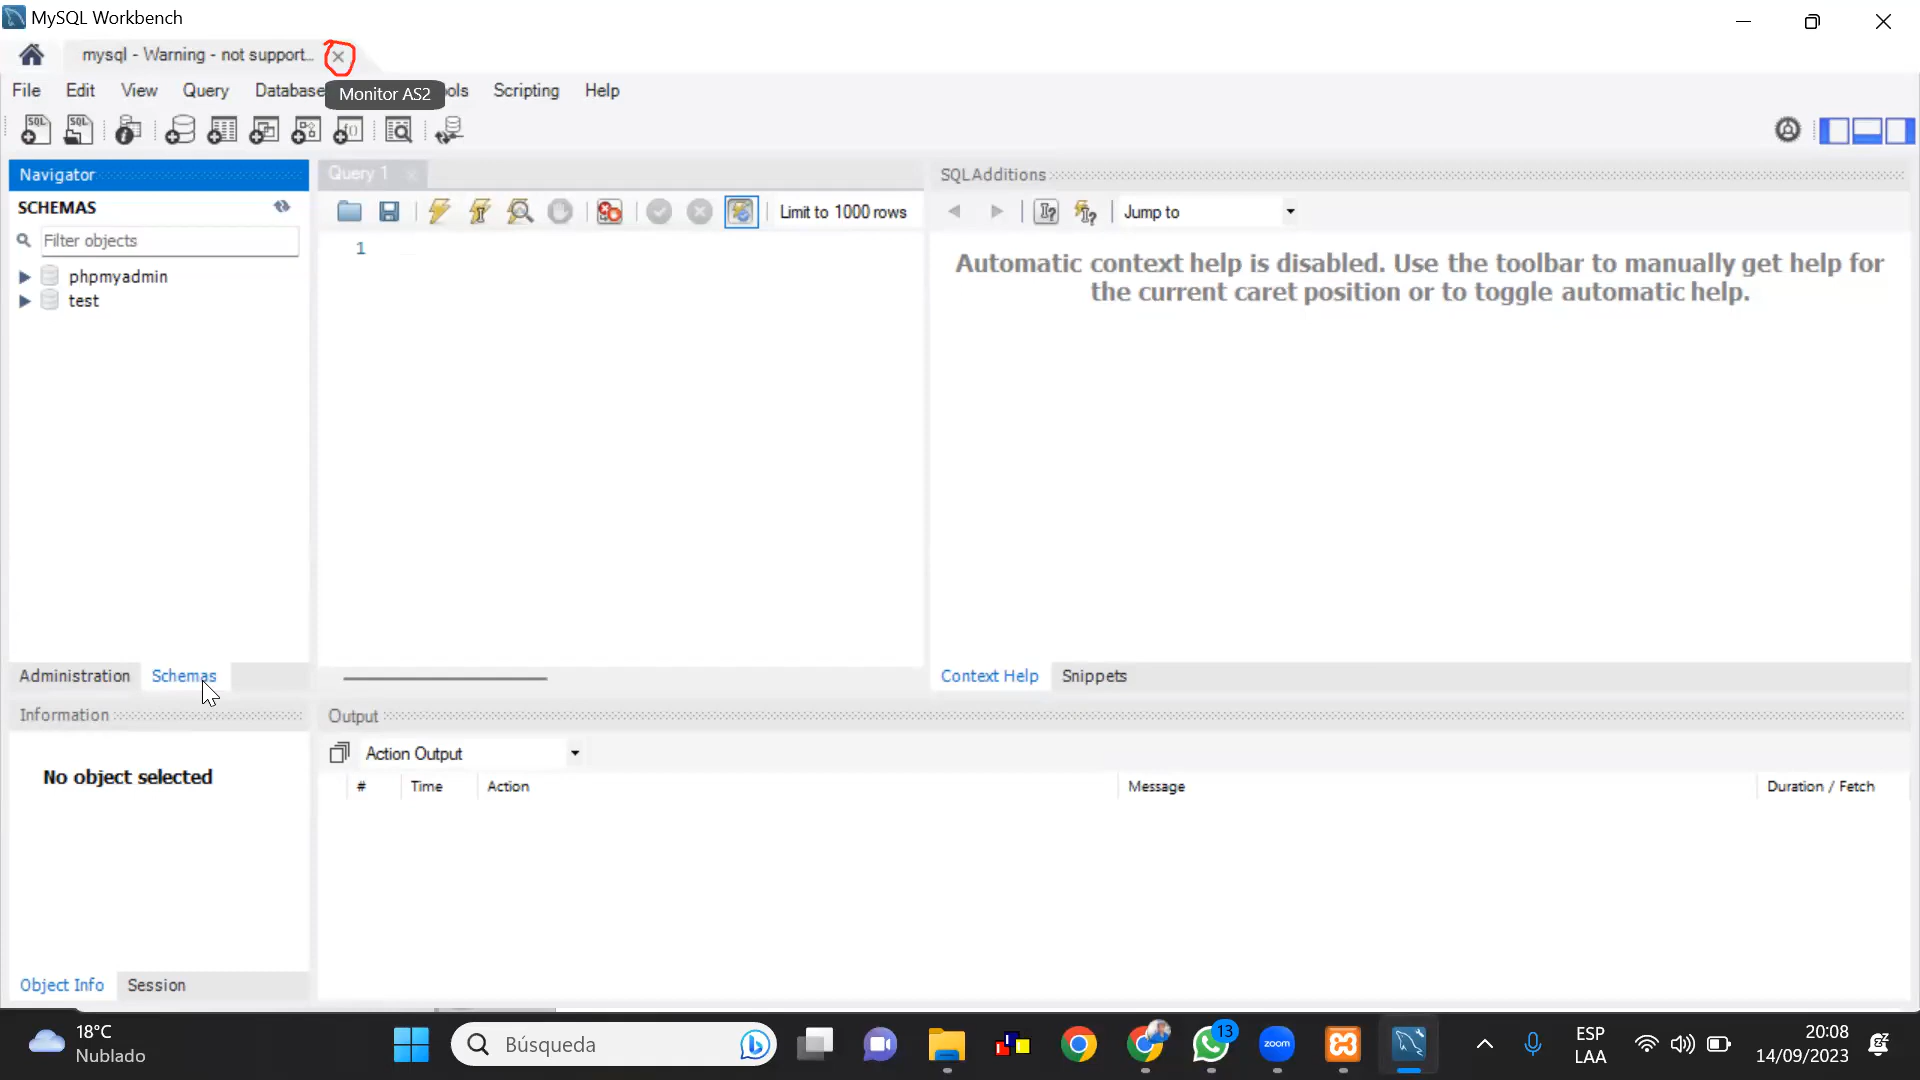 MySQL Workbench
mysql - Warning - not support...
File Edit View Query Database ols Scripting Help
Monitor AS2
Navigator
SCHEMAS
Filter objects
phpmyadmin
test
Administration Schemas
Information
No object selected
Object Info Session
Query 1
Limit to 1000 rows
1
SQLAdditions
Jump to
Automatic context help is disabled. Use the toolbar to manually get help for
the current caret position or to toggle automatic help.
Context Help Snippets
Output
Action Output
# Time Action Message Duration / Fetch
18°C
Nublado
Búsqueda
13
zoom
ESP
LAA
20:08
14/09/2023